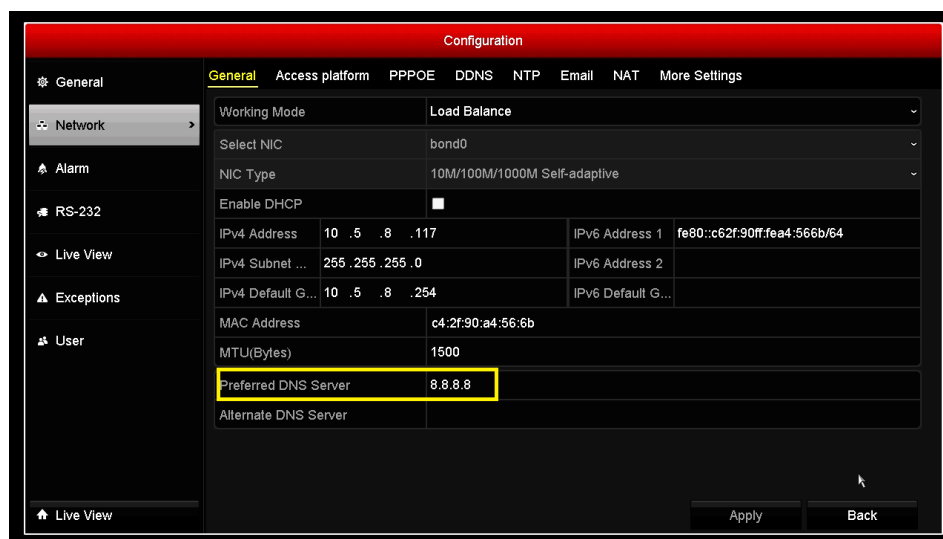 Configuration
General
Network
Alarm
RS-232
Live View
Exceptions
User
Live View
General Access platform PPPOE DDNS NTP Email NAT More Settings
Working Mode Load Balance
Select NIC bond0
NIC Type 10M/100M/1000M Self-adaptive
Enable DHCP
IPv4 Address 10 .5 .8 .117 IPv6 Address 1 fe80::c62f:90ff:fea4:566b/64
IPv4 Subnet ... 255.255.255.0 IPv6 Address 2
IPv4 Default G... 10 .5 .8 .254 IPv6 Default G...
MAC Address c4:2f:90:a4:56:6b
MTU(Bytes) 1500
Preferred DNS Server 8.8.8.8
Alternate DNS Server
Apply Back